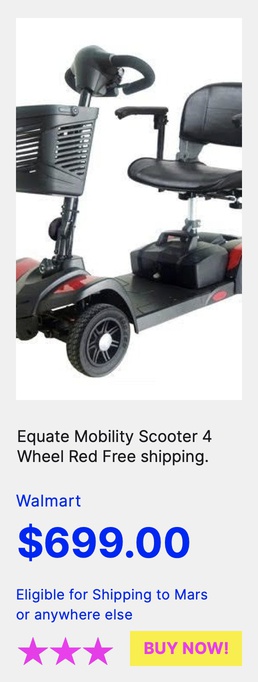 Equate Mobility Scooter 4
Wheel Red Free shipping.
Walmart
$699.00
Eligible for Shipping to Mars
or anywhere else
BUY NOW!